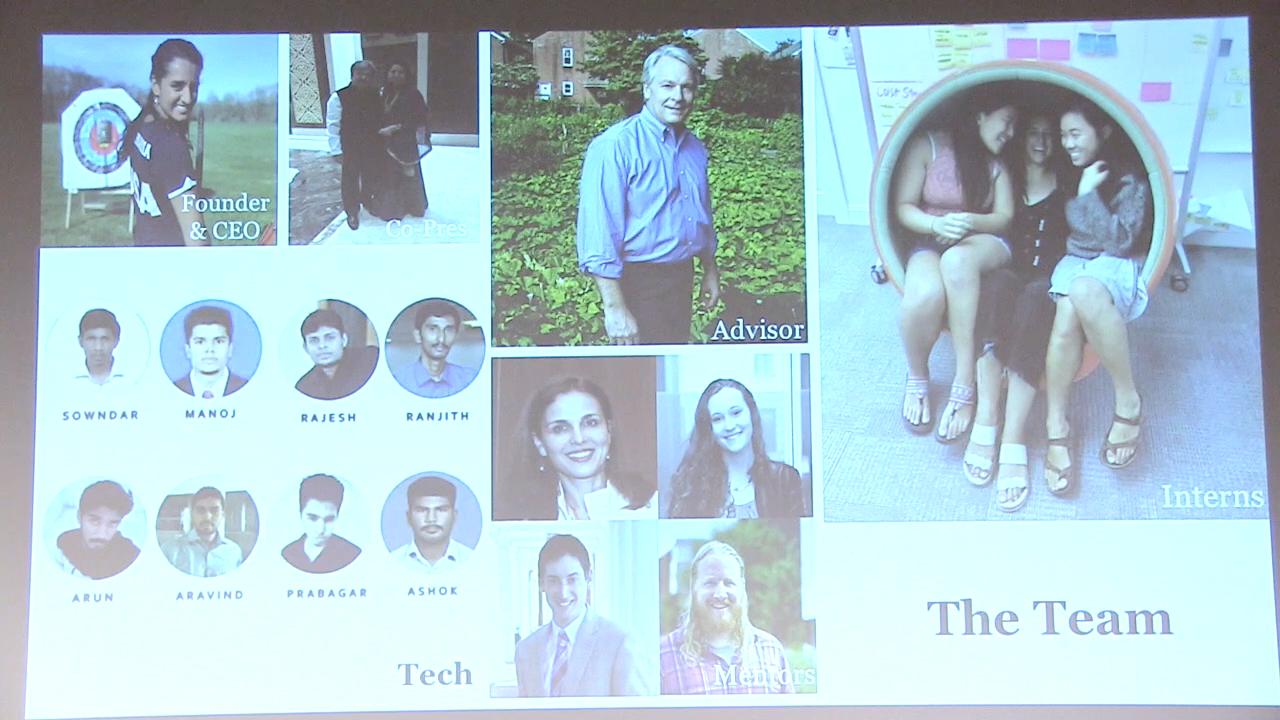 Founder
& CEO
Co-Pres
SOWNDAR
MANOJ
RAJESH
RANJITH
ARUN
ARAVIND
PRABAGAR
ASHOK
Tech
Advisor
Mentors
Interns
The Team